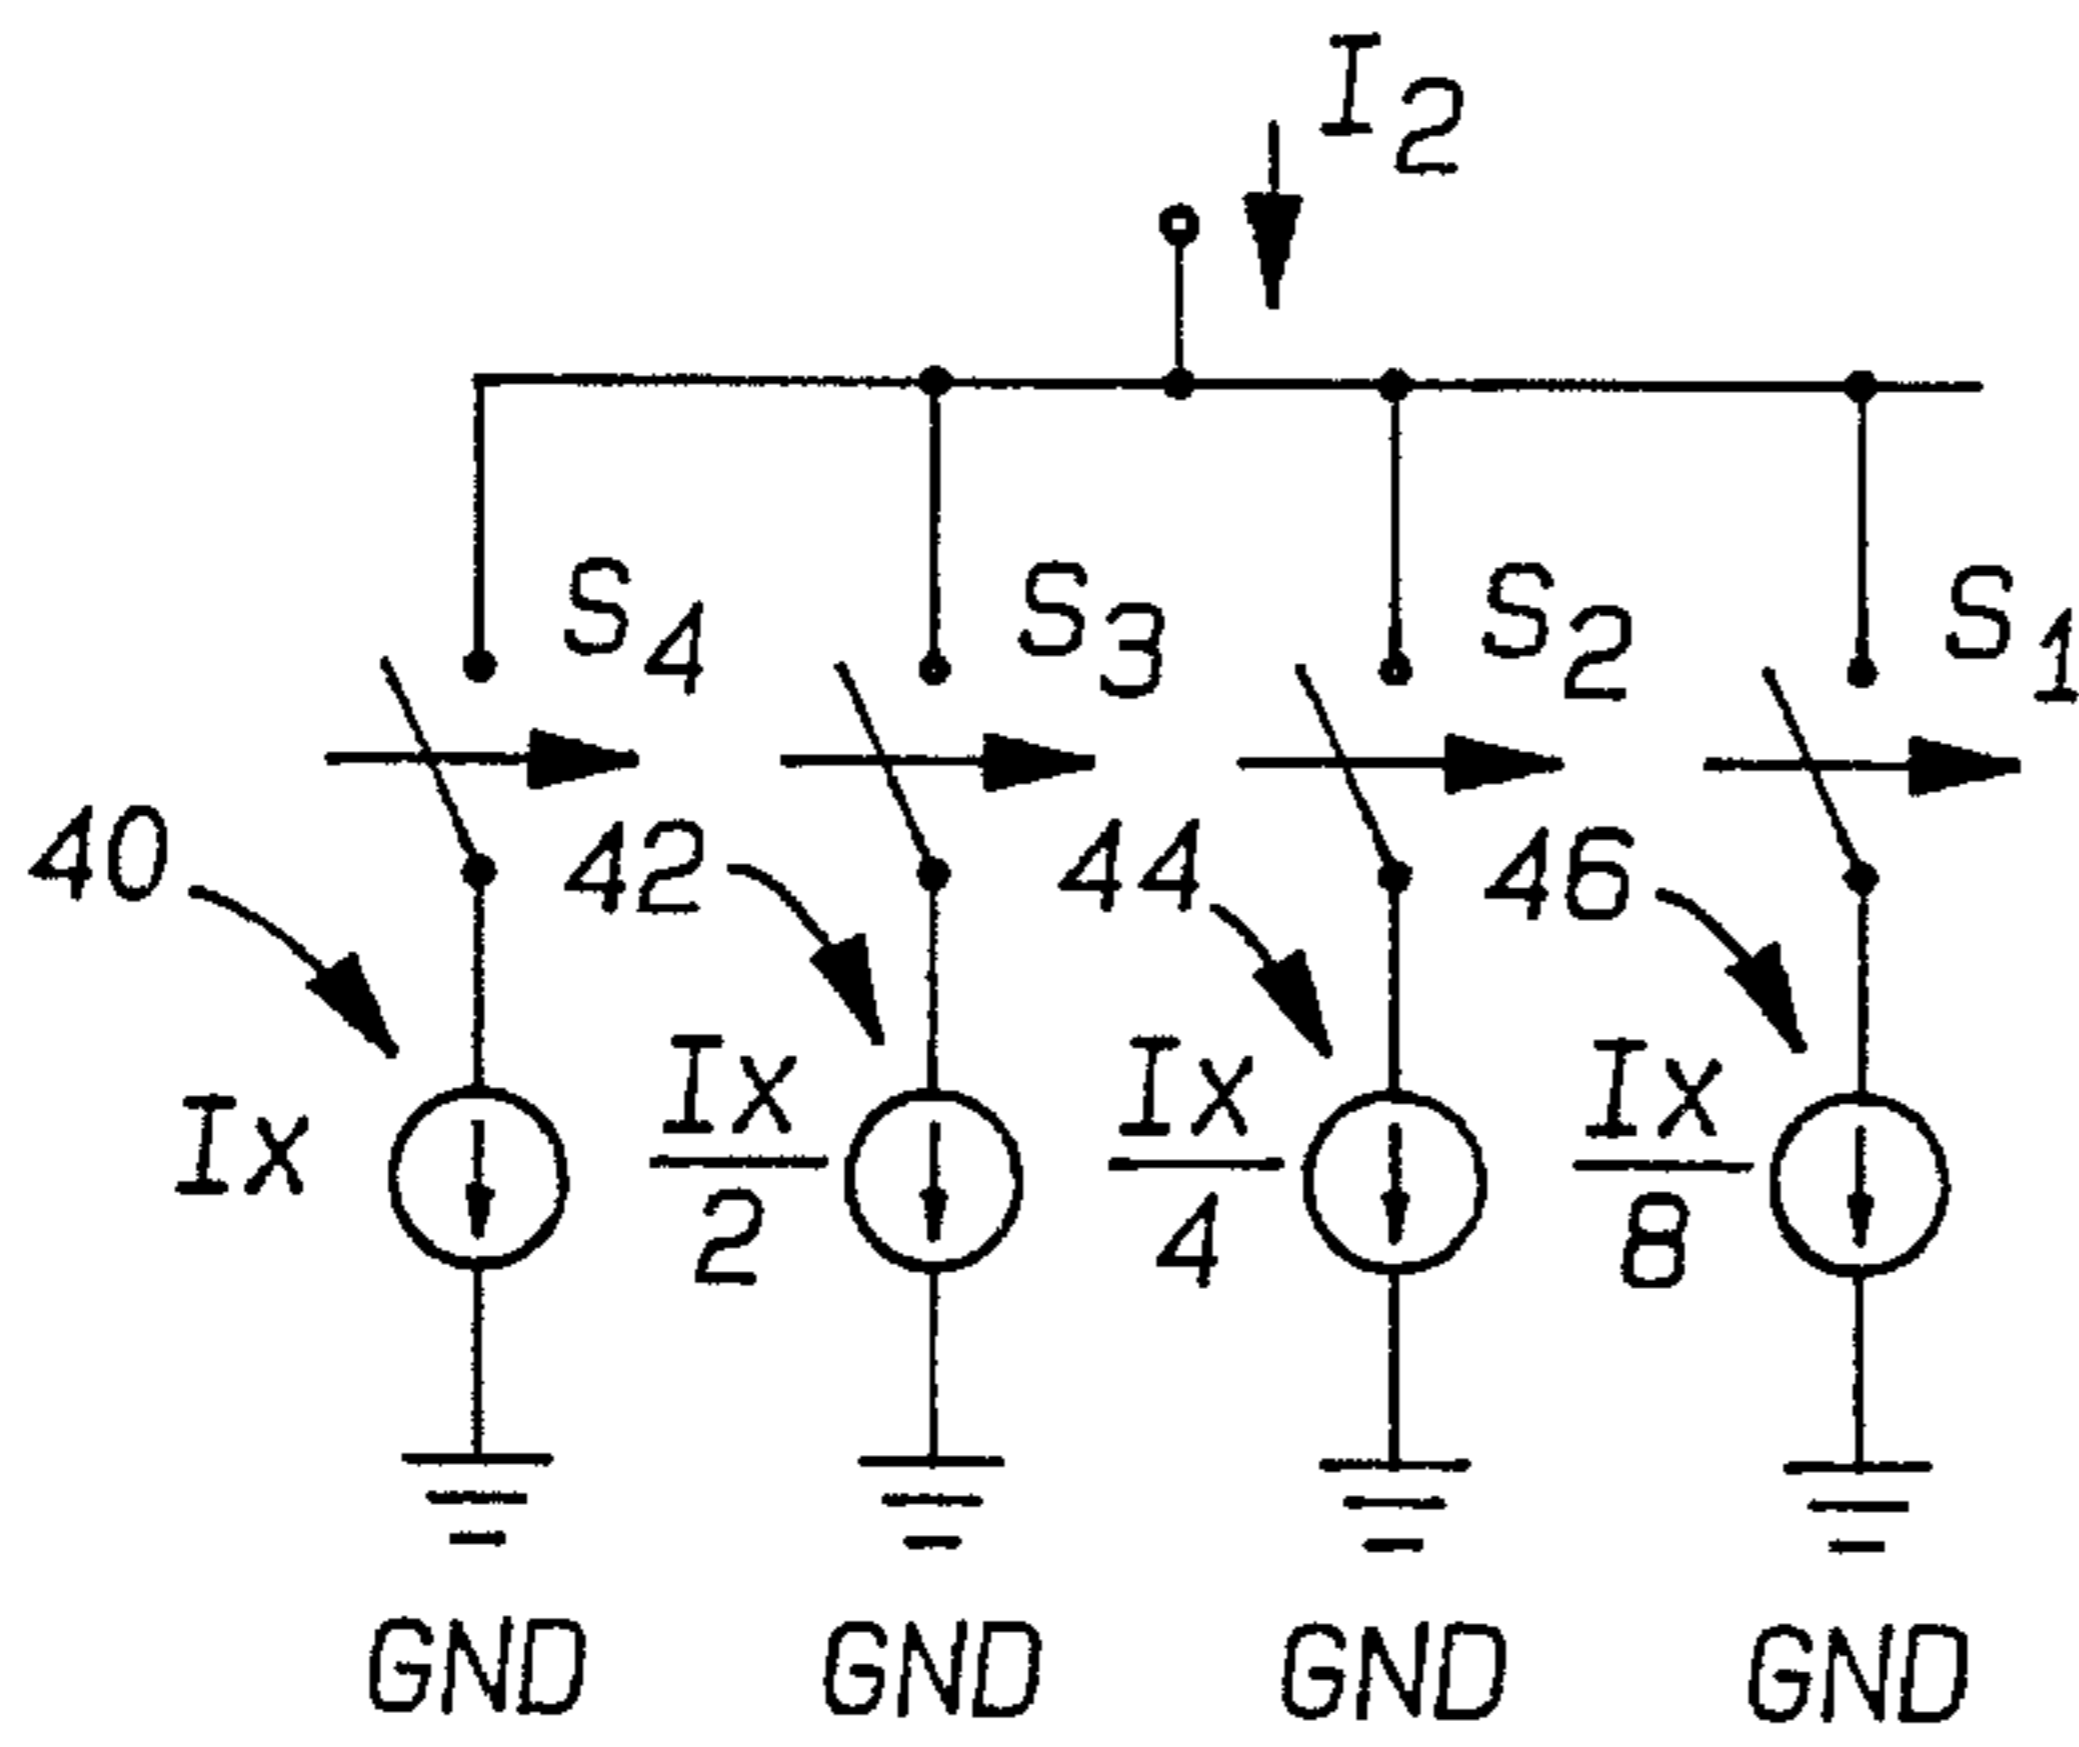 I2
S4 S3 S2 S1
40 42 44 46
Ix Ix/2 Ix/4 Ix/8
GND GND GND GND